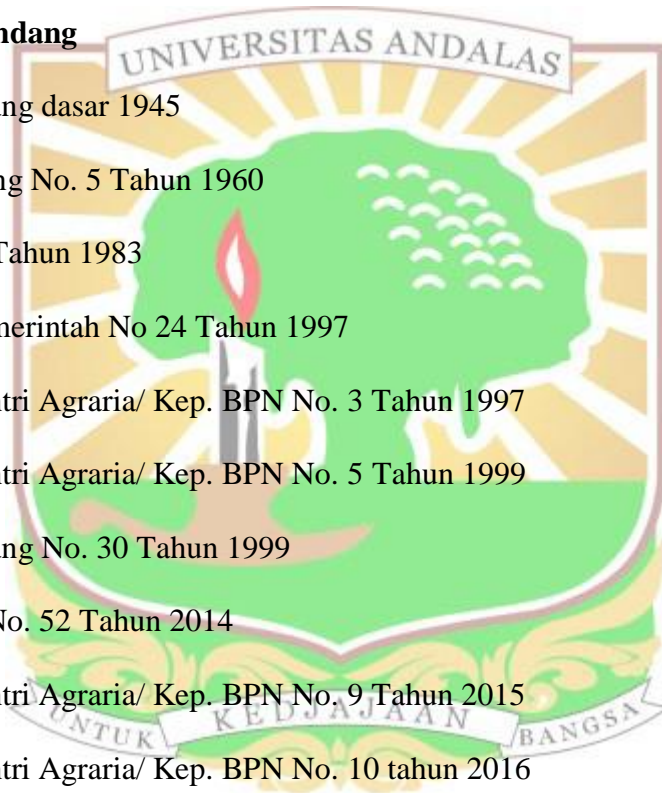 UNIVERSITAS ANDALAS
ndang
ng dasar 1945
ng No. 5 Tahun 1960
Tahun 1983
merintah No 24 Tahun 1997
tri Agraria/ Kep. BPN No. 3 Tahun 1997
tri Agraria/ Kep. BPN No. 5 Tahun 1999
ang No. 30 Tahun 1999
No. 52 Tahun 2014
tri Agraria/ Kep. BPN No. 9 Tahun 2015
UNTUK KEDJAJAAN BANGSA
tri Agraria/ Kep. BPN No. 10 tahun 2016